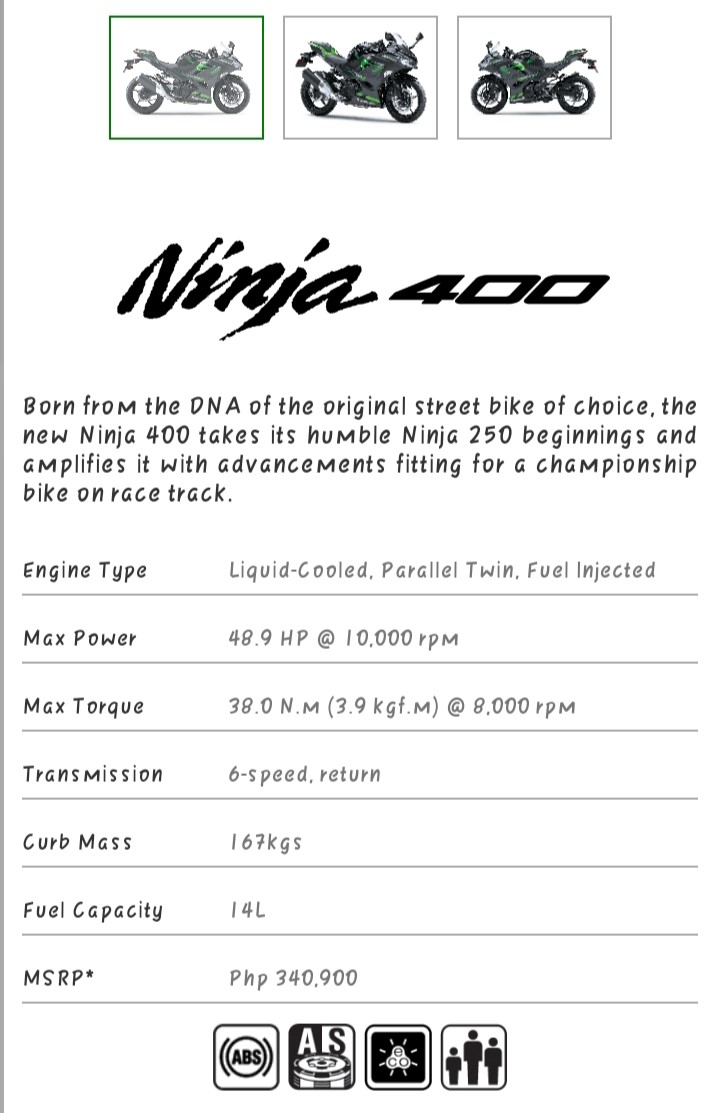 Ninja 400
Born from the DNA of the original street bike of choice, the
new Ninja 400 takes its humble Ninja 250 beginnings and
amplifies it with advancements fitting for a championship
bike on race track.
Engine Type Liquid-Cooled, Parallel Twin, Fuel Injected
Max Power 48.9 HP @ 10,000 rpm
Max Torque 38.0 N.m (3.9 kgf.m) @ 8,000 rpm
Transmission 6-speed, return
Curb Mass 167kgs
Fuel Capacity 14L
MSRP* Php 340,900
ABS A S eco